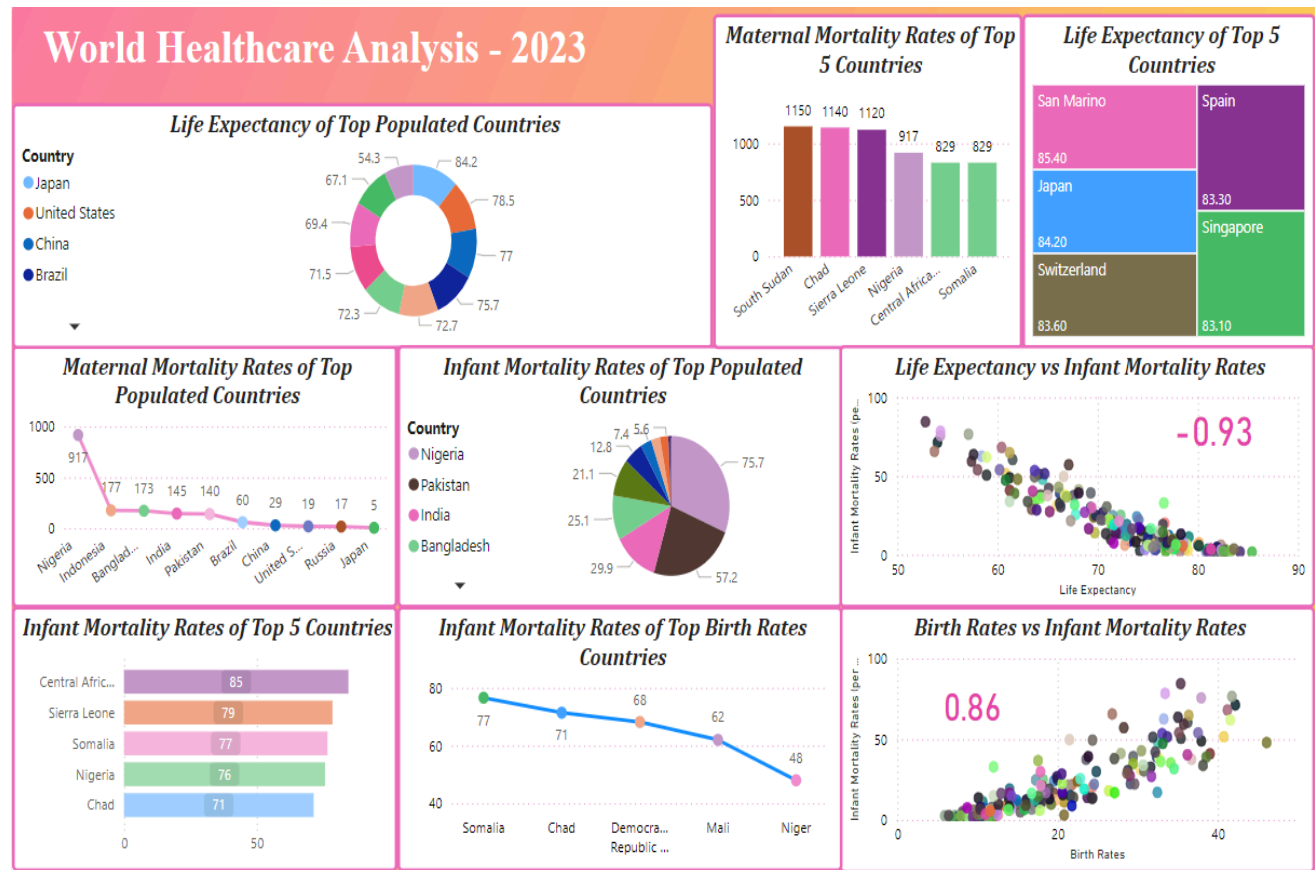 World Healthcare Analysis - 2023
Maternal Mortality Rates of Top
5 Countries
1150 1140 1120 917 829 829
1000
500
0
South Sudan
Chad
Sierra Leone
Nigeria
Central Africa...
Somalia
Life Expectancy of Top 5
Countries
San Marino
85.40
Japan
84.20
Switzerland
83.60
Spain
83.30
Singapore
83.10
Life Expectancy of Top Populated Countries
Country
Japan
United States
China
Brazil
84.2
78.5
77
75.7
72.7
72.3
71.5
69.4
67.1
54.3
Maternal Mortality Rates of Top
Populated Countries
1000
500
0
917
177
173
145
140
60
29
19
17
5
Nigeria
Indonesia
Banglad...
India
Pakistan
Brazil
China
United S...
Russia
Japan
Infant Mortality Rates of Top Populated
Countries
Country
Nigeria
Pakistan
India
Bangladesh
75.7
57.2
29.9
25.1
21.1
12.8
7.4
5.6
Life Expectancy vs Infant Mortality Rates
-0.93
Infant Mortality Rates (pe...
100
50
0
50 60 70 80 90
Life Expectancy
Infant Mortality Rates of Top 5 Countries
Central Afric... 85
Sierra Leone 79
Somalia 77
Nigeria 76
Chad 71
0 50
Infant Mortality Rates of Top Birth Rates
Countries
80
60
40
77
71
68
62
48
Somalia
Chad
Democra...
Republic ...
Mali
Niger
Birth Rates vs Infant Mortality Rates
0.86
Infant Mortality Rates (per ...
100
50
0
0 20 40
Birth Rates